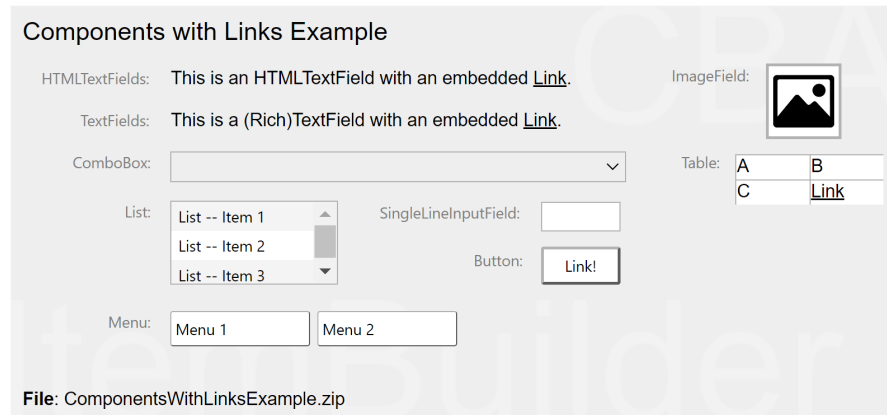 Components with Links Example
HTMLTextFields: This is an HTMLTextField with an embedded Link.
ImageField:
TextFields: This is a (Rich)TextField with an embedded Link.
ComboBox:
Table: A B
C Link
List: List -- Item 1
List -- Item 2
List -- Item 3
SingleLineInputField:
Button: Link!
Menu: Menu 1 Menu 2
File: ComponentsWithLinksExample.zip
CBA
ItemBuilder